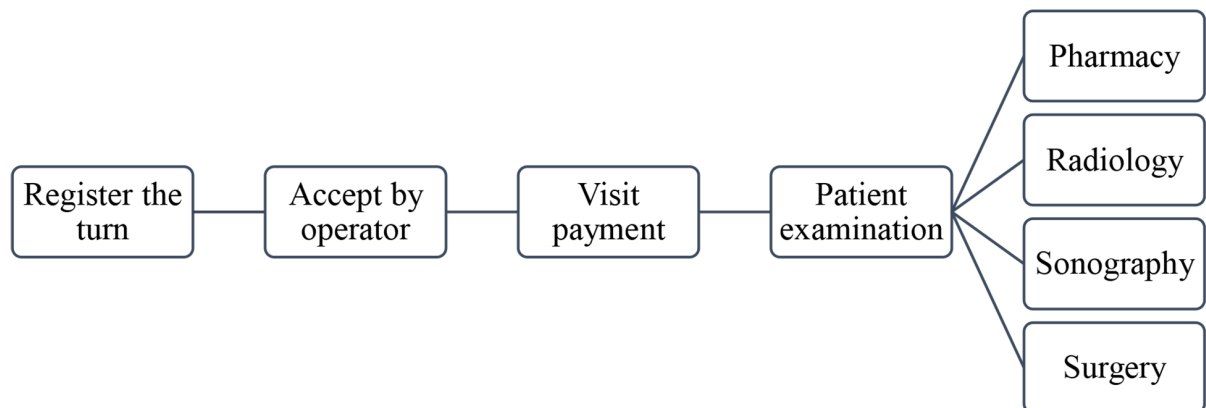 Register the
turn
Accept by
operator
Visit
payment
Patient
examination
Pharmacy
Radiology
Sonography
Surgery